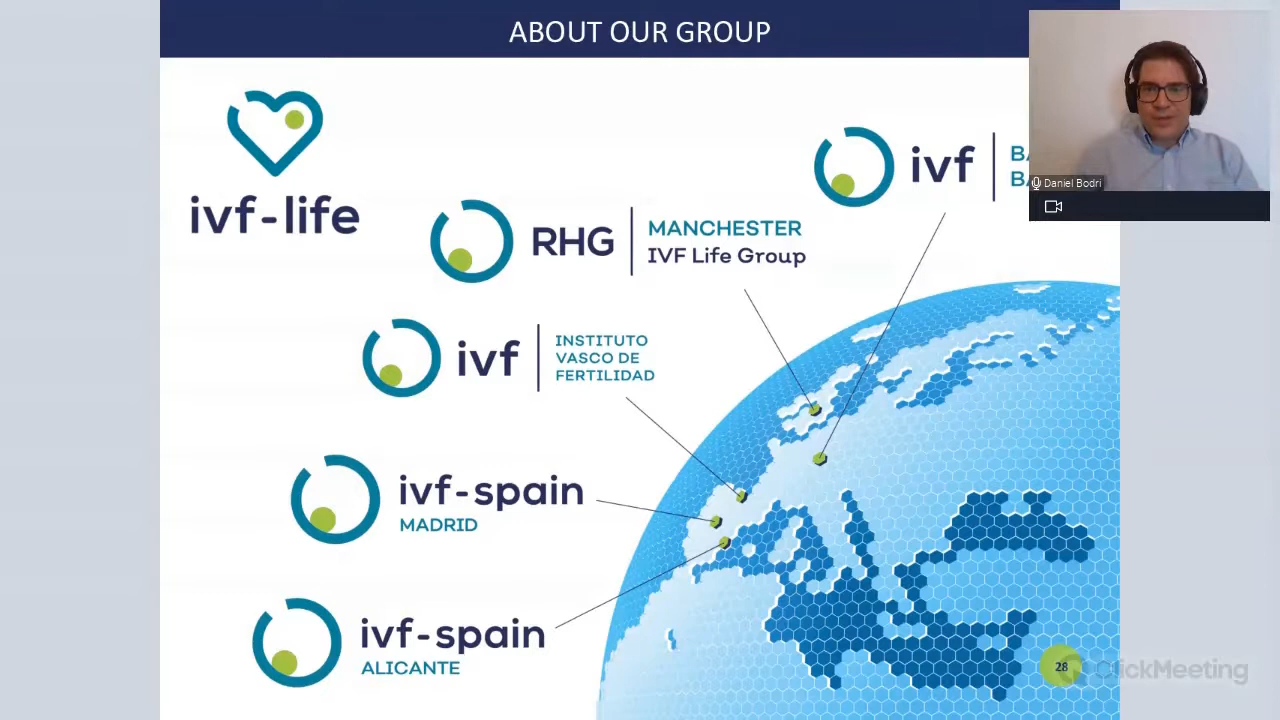 ABOUT OUR GROUP
Daniel Bodri
ivf-life
ivf
RHG
MANCHESTER
IVF Life Group
ivf
INSTITUTO
VASCO DE
FERTILIDAD
ivf-spain
MADRID
ivf-spain
ALICANTE
28
ClickMeeting